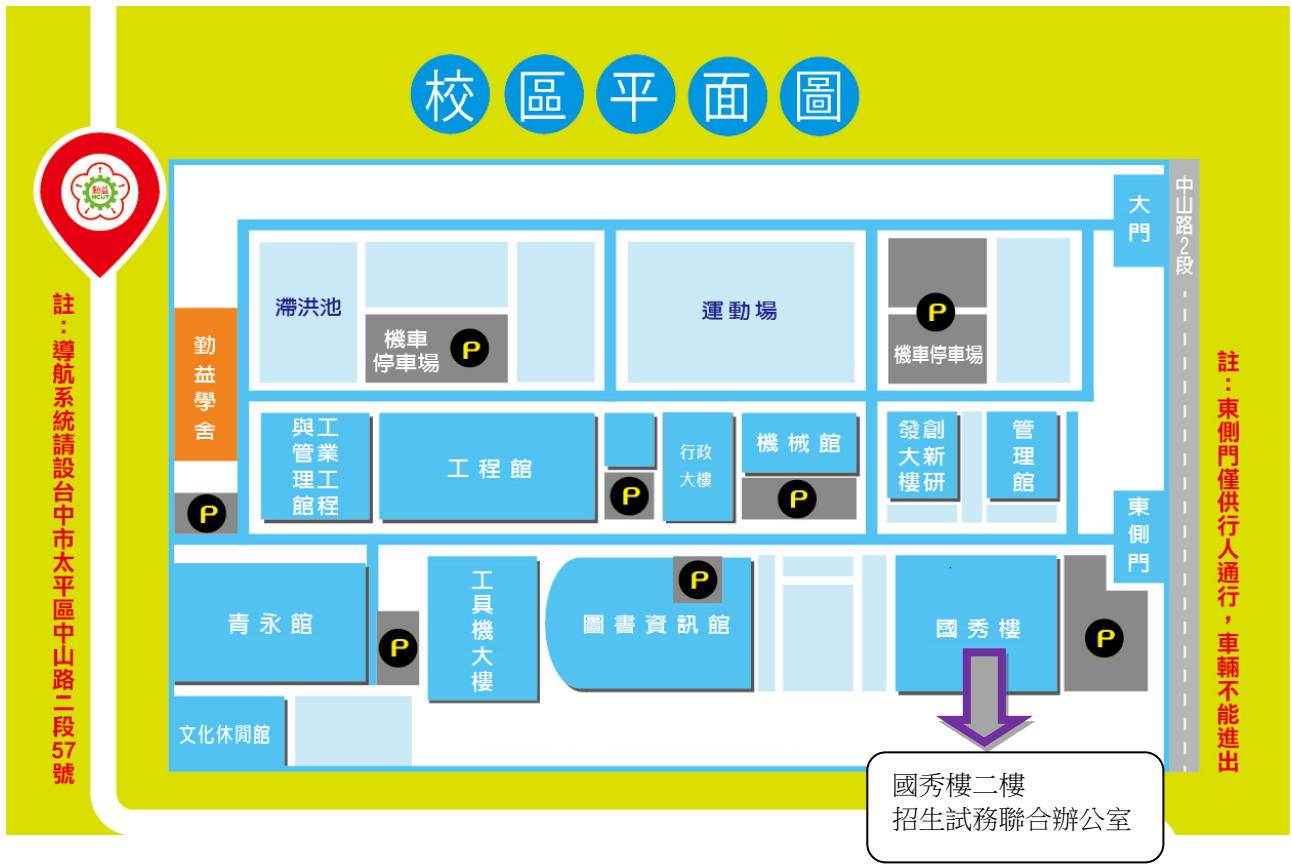 校區平面圖
勤益
NCUT
大門
中山路2段
滯洪池
機車
停車場
P
運動場
P
機車停車場
勤益學舍
P
工業工程
與管理館
工程館
P
行政
大樓
機械館
P
創新研
發大樓
管理館
東側門
青永館
P
工具機大樓
圖書資訊館
P
國秀樓
P
文化休閒館
國秀樓二樓
招生試務聯合辦公室
註：導航系統請設台中市太平區中山路二段57號
註：東側門僅供行人通行，車輛不能進出